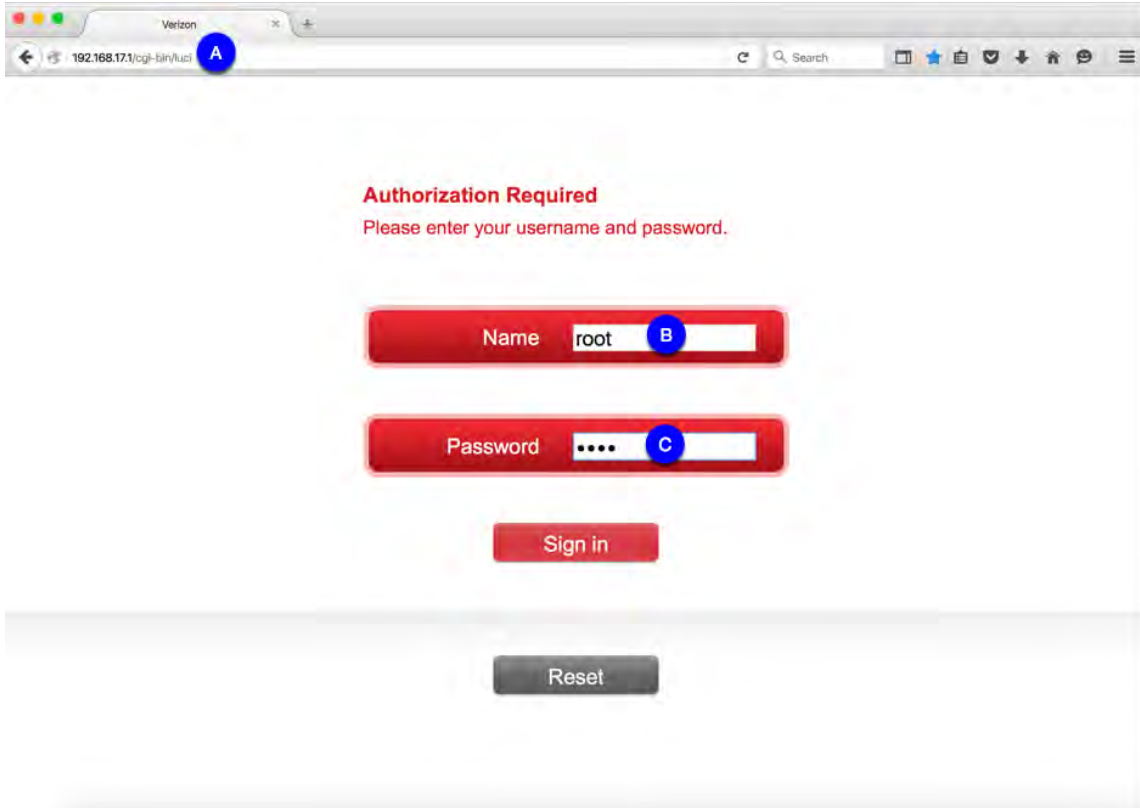 Verizon
192.168.17.1/cgi-bin/luci A
Search
Authorization Required
Please enter your username and password.
Name root B
Password •••• C
Sign in
Reset